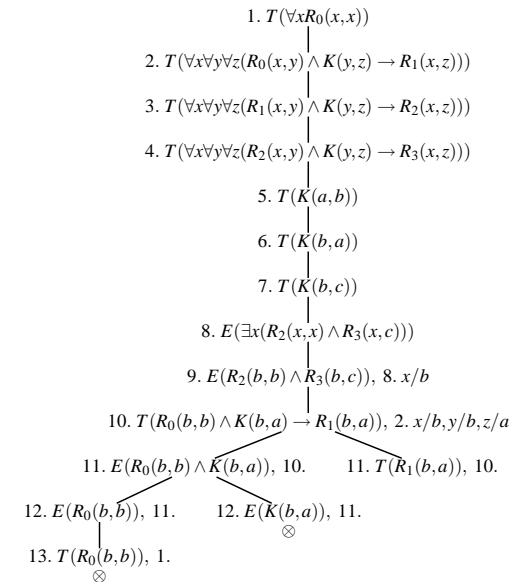 1. T(∀xR₀(x,x))
2. T(∀x∀y∀z(R₀(x,y)∧K(y,z)→R₁(x,z)))
3. T(∀x∀y∀z(R₁(x,y)∧K(y,z)→R₂(x,z)))
4. T(∀x∀y∀z(R₂(x,y)∧K(y,z)→R₃(x,z)))
5. T(K(a,b))
6. T(K(b,a))
7. T(K(b,c))
8. E(∃x(R₂(x,x)∧R₃(x,c)))
9. E(R₂(b,b)∧R₃(b,c)), 8. x/b
10. T(R₀(b,b)∧K(b,a)→R₁(b,a)), 2. x/b,y/b,z/a
11. E(R₀(b,b)∧K(b,a)), 10. 11. T(R₁(b,a)), 10.
12. E(R₀(b,b)), 11. 12. E(K(b,a)), 11.
⊗
13. T(R₀(b,b)), 1.
⊗